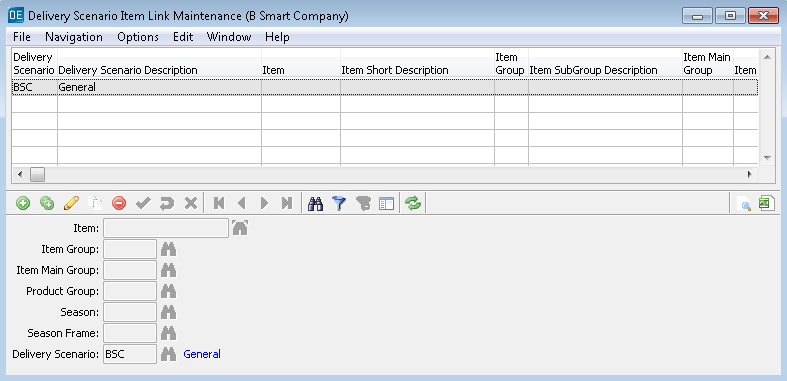 OE Delivery Scenario Item Link Maintenance (B Smart Company)
File Navigation Options Edit Window Help
Delivery Scenario Delivery Scenario Description Item Item Short Description Item Group Item SubGroup Description Item Main Group Item
BSC General
Item:
Item Group:
Item Main Group:
Product Group:
Season:
Season Frame:
Delivery Scenario: BSC General